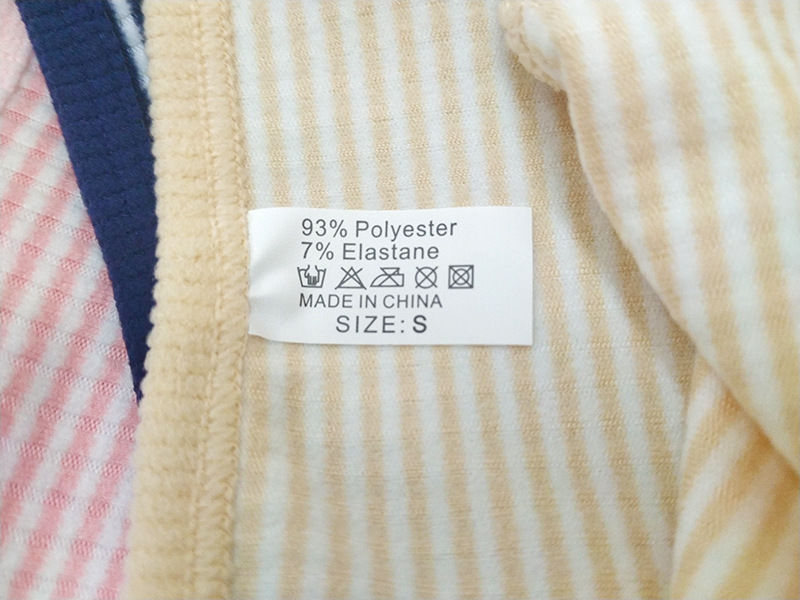 93% Polyester
7% Elastane
MADE IN CHINA
SIZE: S